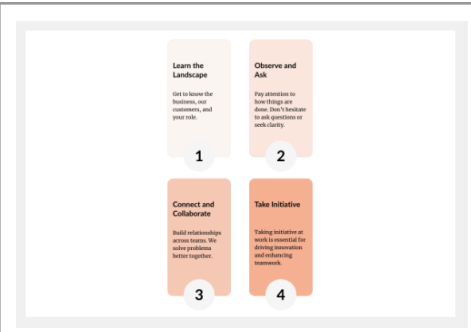 Learn the
Landscape
Get to know the
business, our
customers, and
your role.
1
Observe and
Ask
Pay attention to
how things are
done. Don't hesitate
to ask questions or
seek clarity.
2
Connect and
Collaborate
Build relationships
across teams. We
solve problems
better together.
3
Take Initiative
Taking initiative at
work is essential for
driving innovation
and enhancing
teamwork.
4